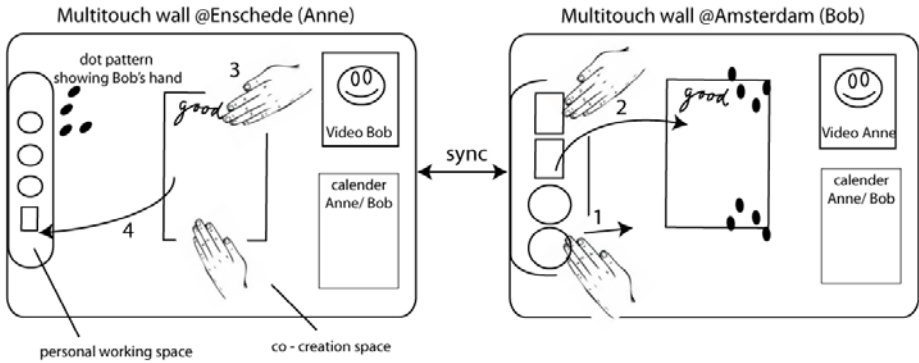 Multitouch wall @Enschede (Anne)
dot pattern
showing Bob's hand
3
good
Video Bob
calender
Anne/ Bob
4
personal working space
co - creation space
sync
Multitouch wall @Amsterdam (Bob)
2
good
Video Anne
calender
Anne/ Bob
1